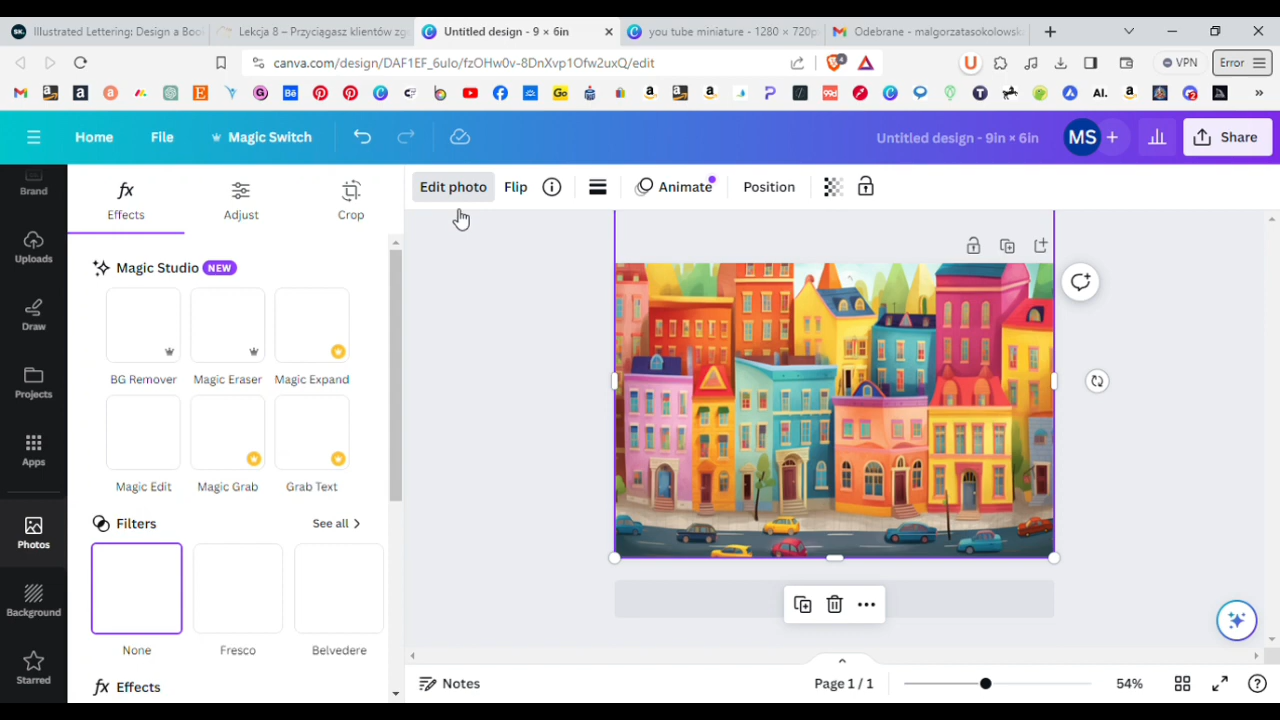 Illustrated Lettering: Design a Boo
Lekcja 8 – Przyciągasz klientów zgi
Untitled design - 9 × 6in
you tube miniature - 1280 × 720p
Odebrane - malgorzatasokolowsk
canva.com/design/DAF1EF_6uIo/fzOHw0v-8DnXvp1Ofw2uxQ/edit
VPN
Error
Home
File
Magic Switch
Untitled design - 9in × 6in
MS
Share
Brand
Uploads
Draw
Projects
Apps
Photos
Background
Starred
Effects
Adjust
Crop
Magic Studio NEW
BG Remover
Magic Eraser
Magic Expand
Magic Edit
Magic Grab
Grab Text
Filters
See all
None
Fresco
Belvedere
fx Effects
Edit photo
Flip
Animate
Position
Notes
Page 1 / 1
54%